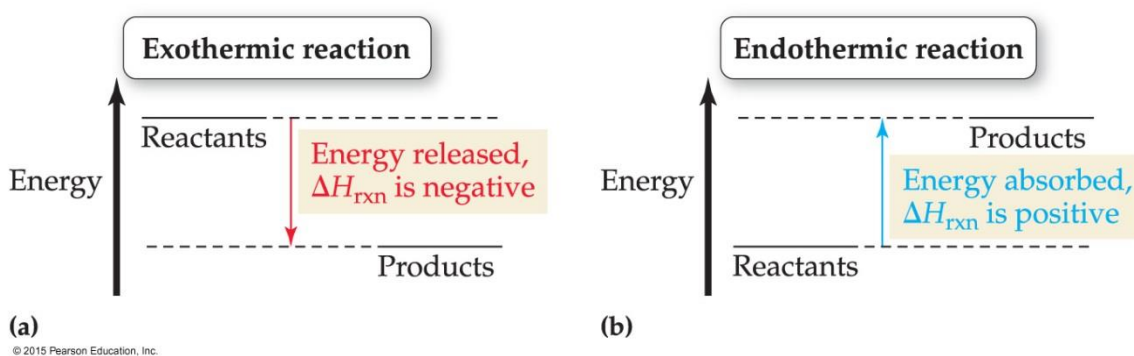 Exothermic reaction
Reactants
Energy released,
ΔHrxn is negative
Energy
Products
(a)
© 2015 Pearson Education, Inc.
Endothermic reaction
Products
Energy absorbed,
ΔHrxn is positive
Energy
Reactants
(b)